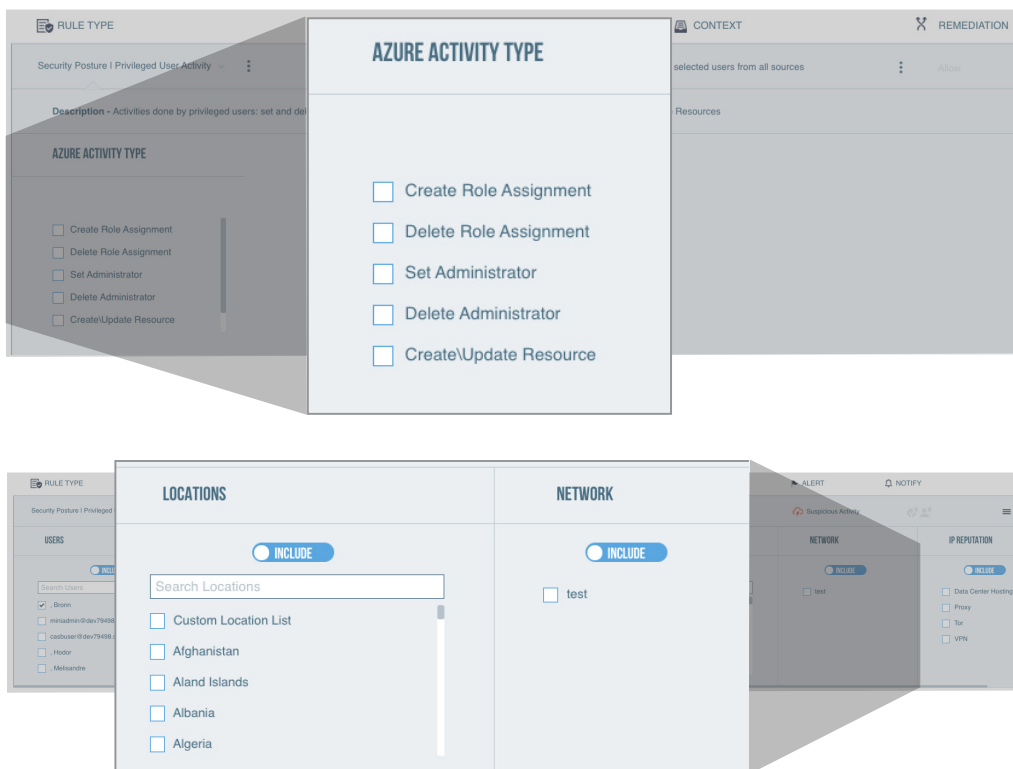 RULE TYPE
CONTEXT
REMEDIATION
Security Posture | Privileged User Activity
selected users from all sources
Allow
Description - Activities done by privileged users: set and del
Resources
AZURE ACTIVITY TYPE
Create Role Assignment
Delete Role Assignment
Set Administrator
Delete Administrator
Create\Update Resource
AZURE ACTIVITY TYPE
Create Role Assignment
Delete Role Assignment
Set Administrator
Delete Administrator
Create\Update Resource
RULE TYPE
ALERT
NOTIFY
Security Posture | Privileged
Suspicious Activity
USERS
INCLU
Search Users
, Bronn
miniadmin@dev79498.
casbuser@dev79498.
, Hodor
, Melisandre
LOCATIONS
INCLUDE
Search Locations
Custom Location List
Afghanistan
Aland Islands
Albania
Algeria
NETWORK
INCLUDE
test
NETWORK
INCLUDE
test
IP REPUTATION
INCLUDE
Data Center Hosting
Proxy
Tor
VPN